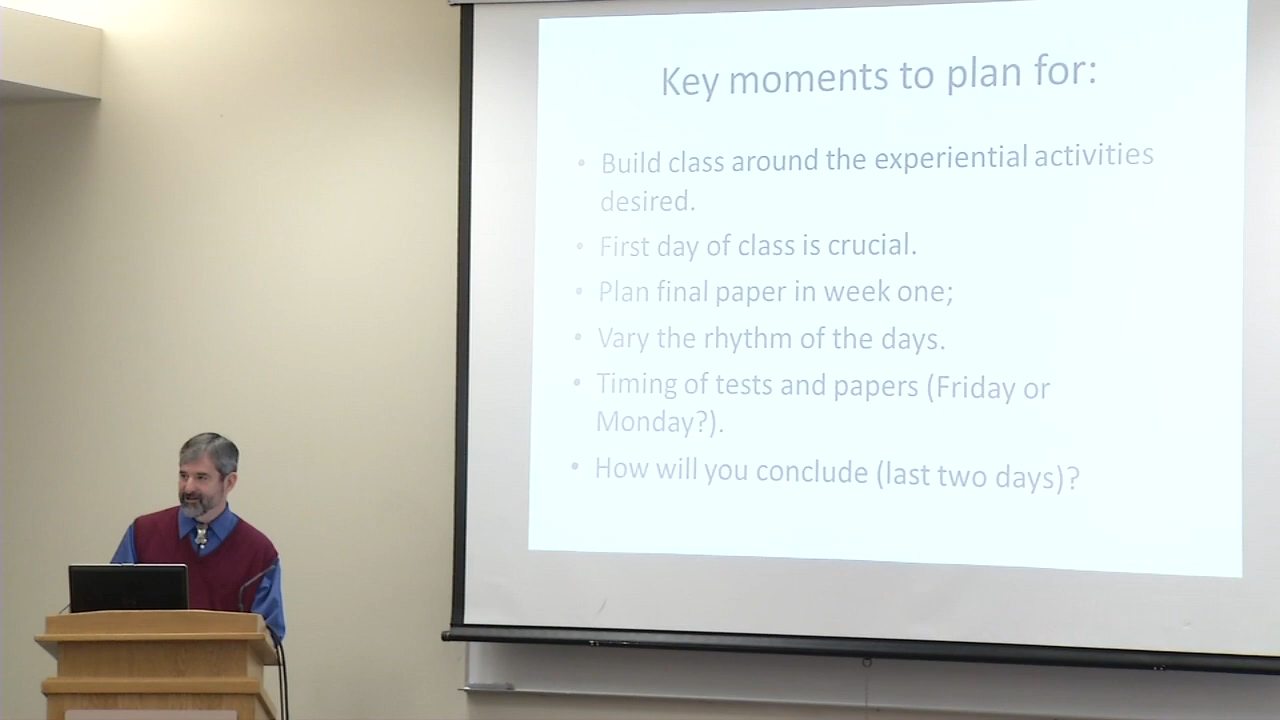 Key moments to plan for:
• Build class around the experiential activities
desired.
• First day of class is crucial.
• Plan final paper in week one;
• Vary the rhythm of the days.
• Timing of tests and papers (Friday or
Monday?).
• How will you conclude (last two days)?